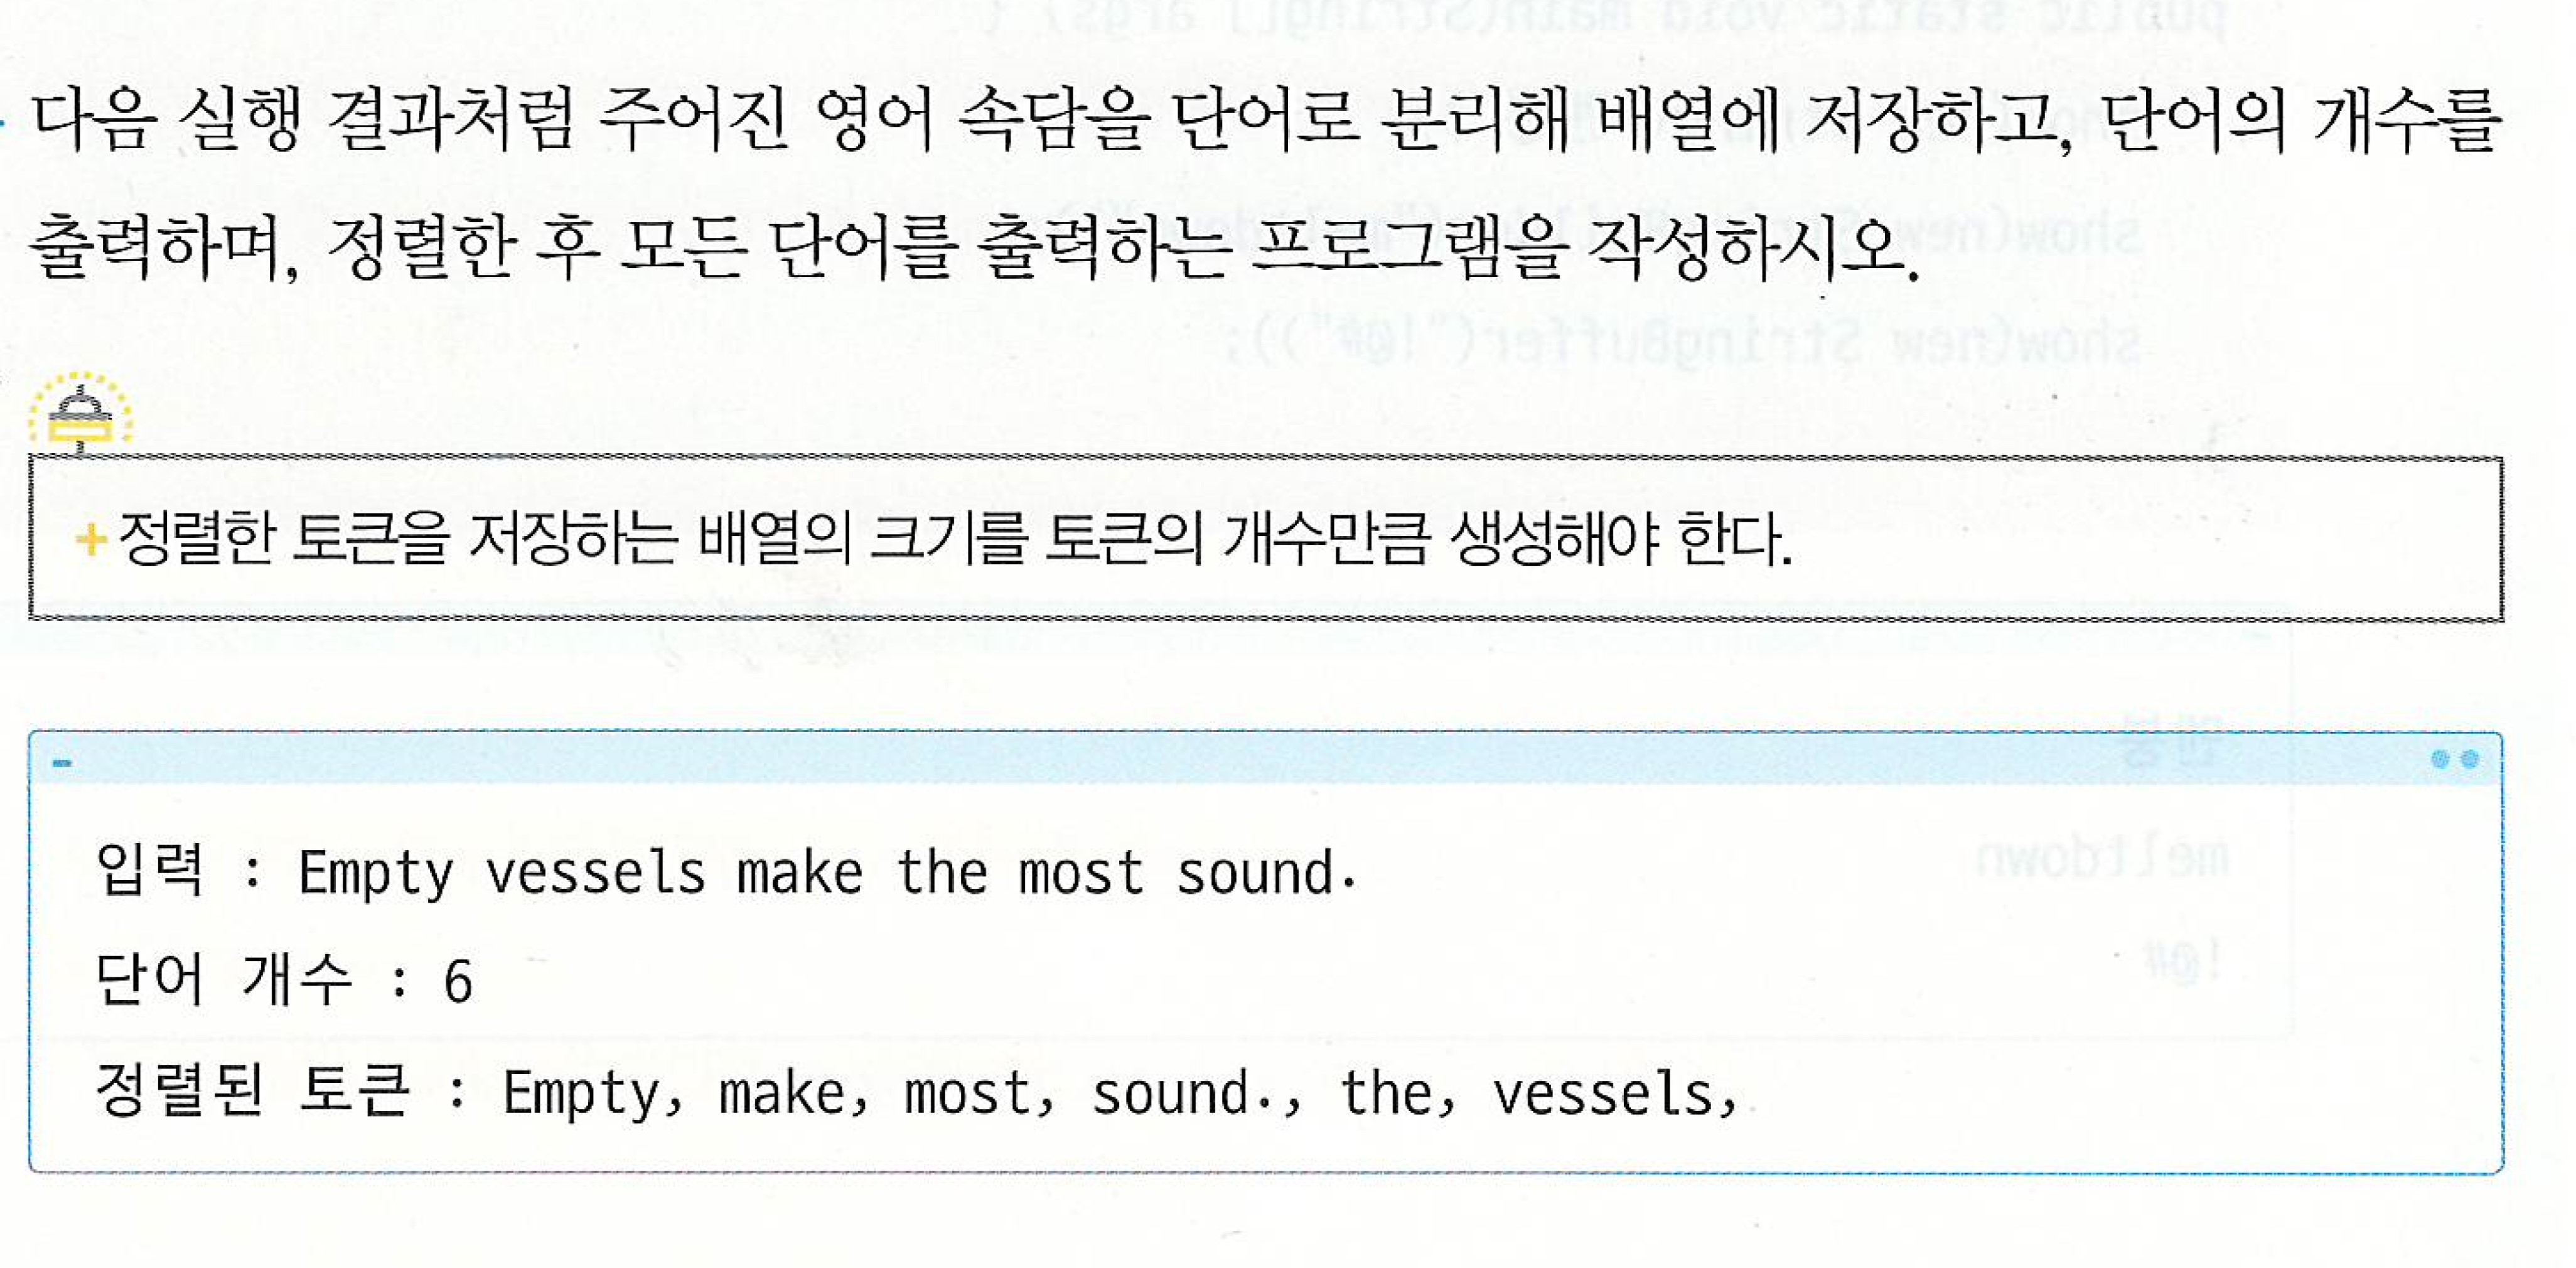 다음 실행 결과처럼 주어진 영어 속담을 단어로 분리해 배열에 저장하고, 단어의 개수를
출력하며, 정렬한 후 모든 단어를 출력하는 프로그램을 작성하시오.
+ 정렬한 토큰을 저장하는 배열의 크기를 토큰의 개수만큼 생성해야 한다.
입력 : Empty vessels make the most sound.
단어 개수 : 6
정렬된 토큰 : Empty, make, most, sound., the, vessels,